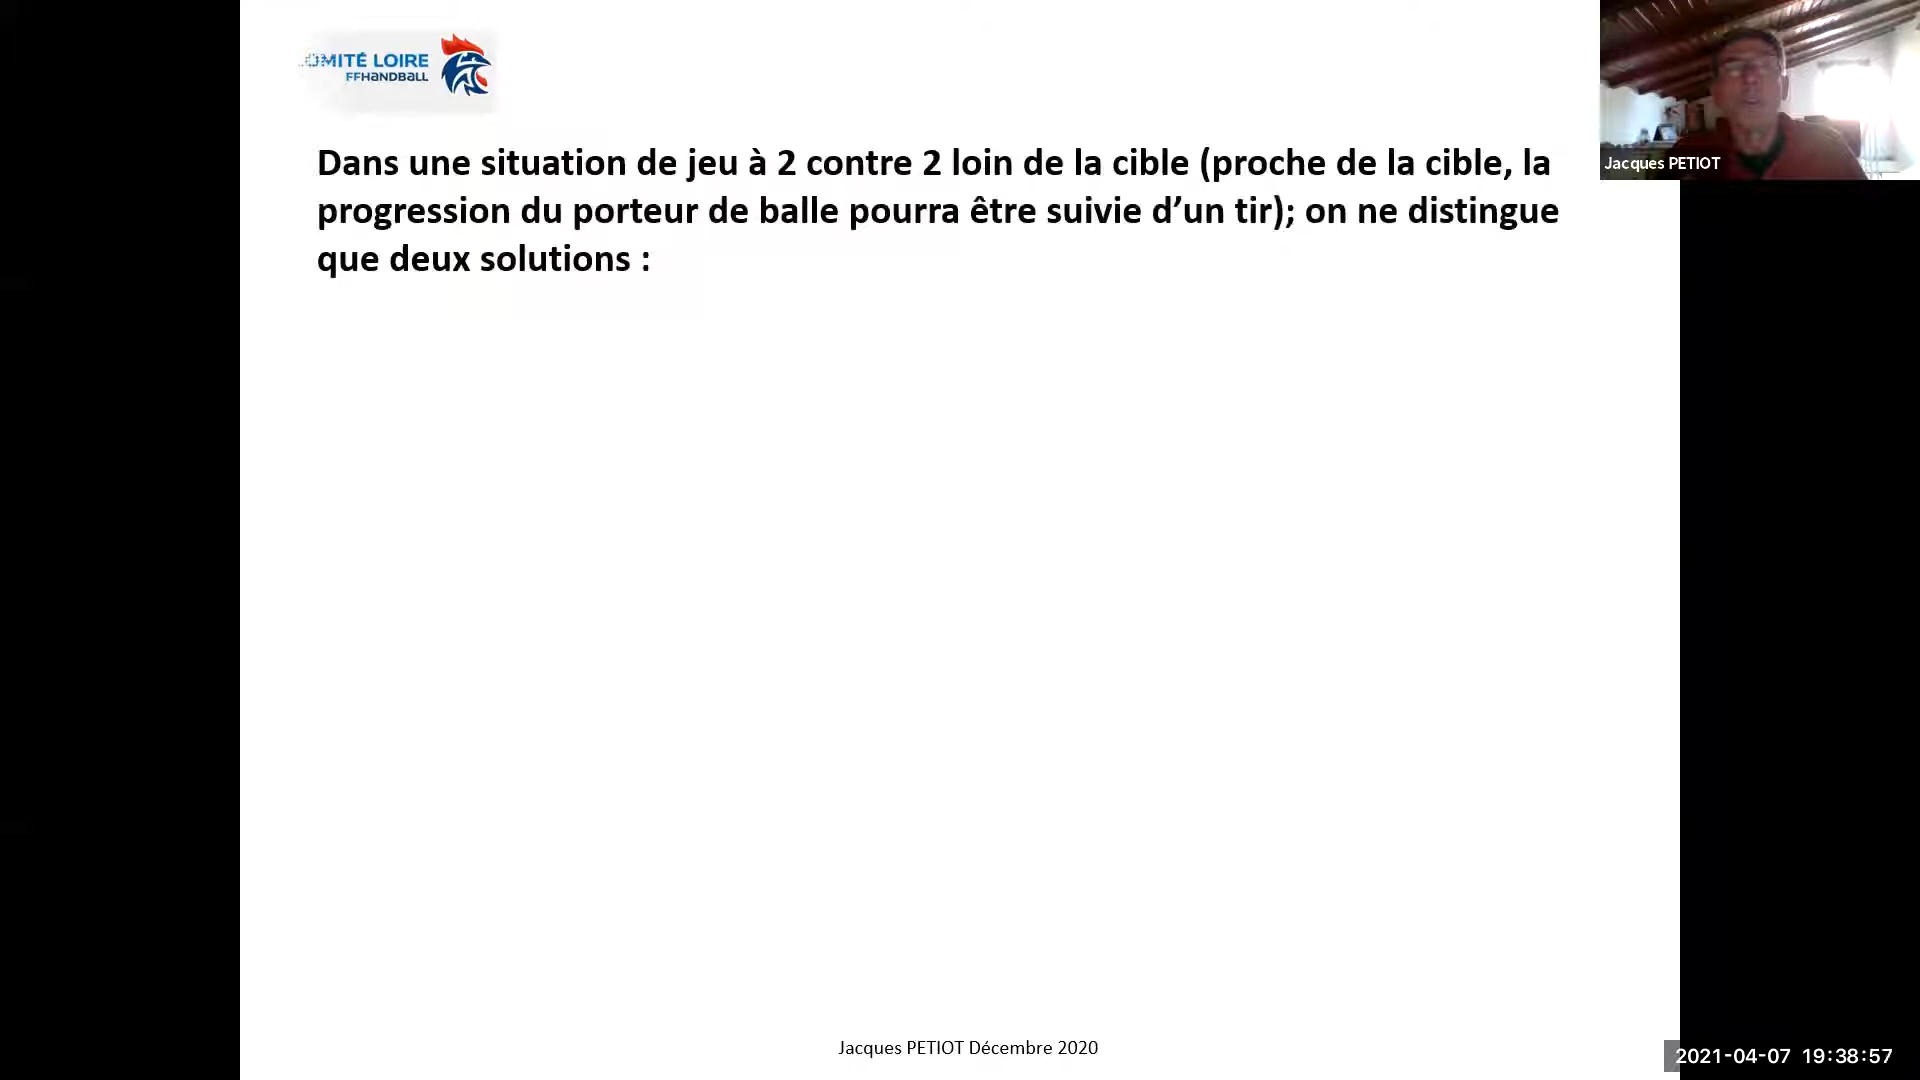 OMITÉ LOIRE
FFHANDBALL
Jacques PETIOT
Dans une situation de jeu à 2 contre 2 loin de la cible (proche de la cible, la
progression du porteur de balle pourra être suivie d’un tir); on ne distingue
que deux solutions :
Jacques PETIOT Décembre 2020
2021-04-07 19:38:57